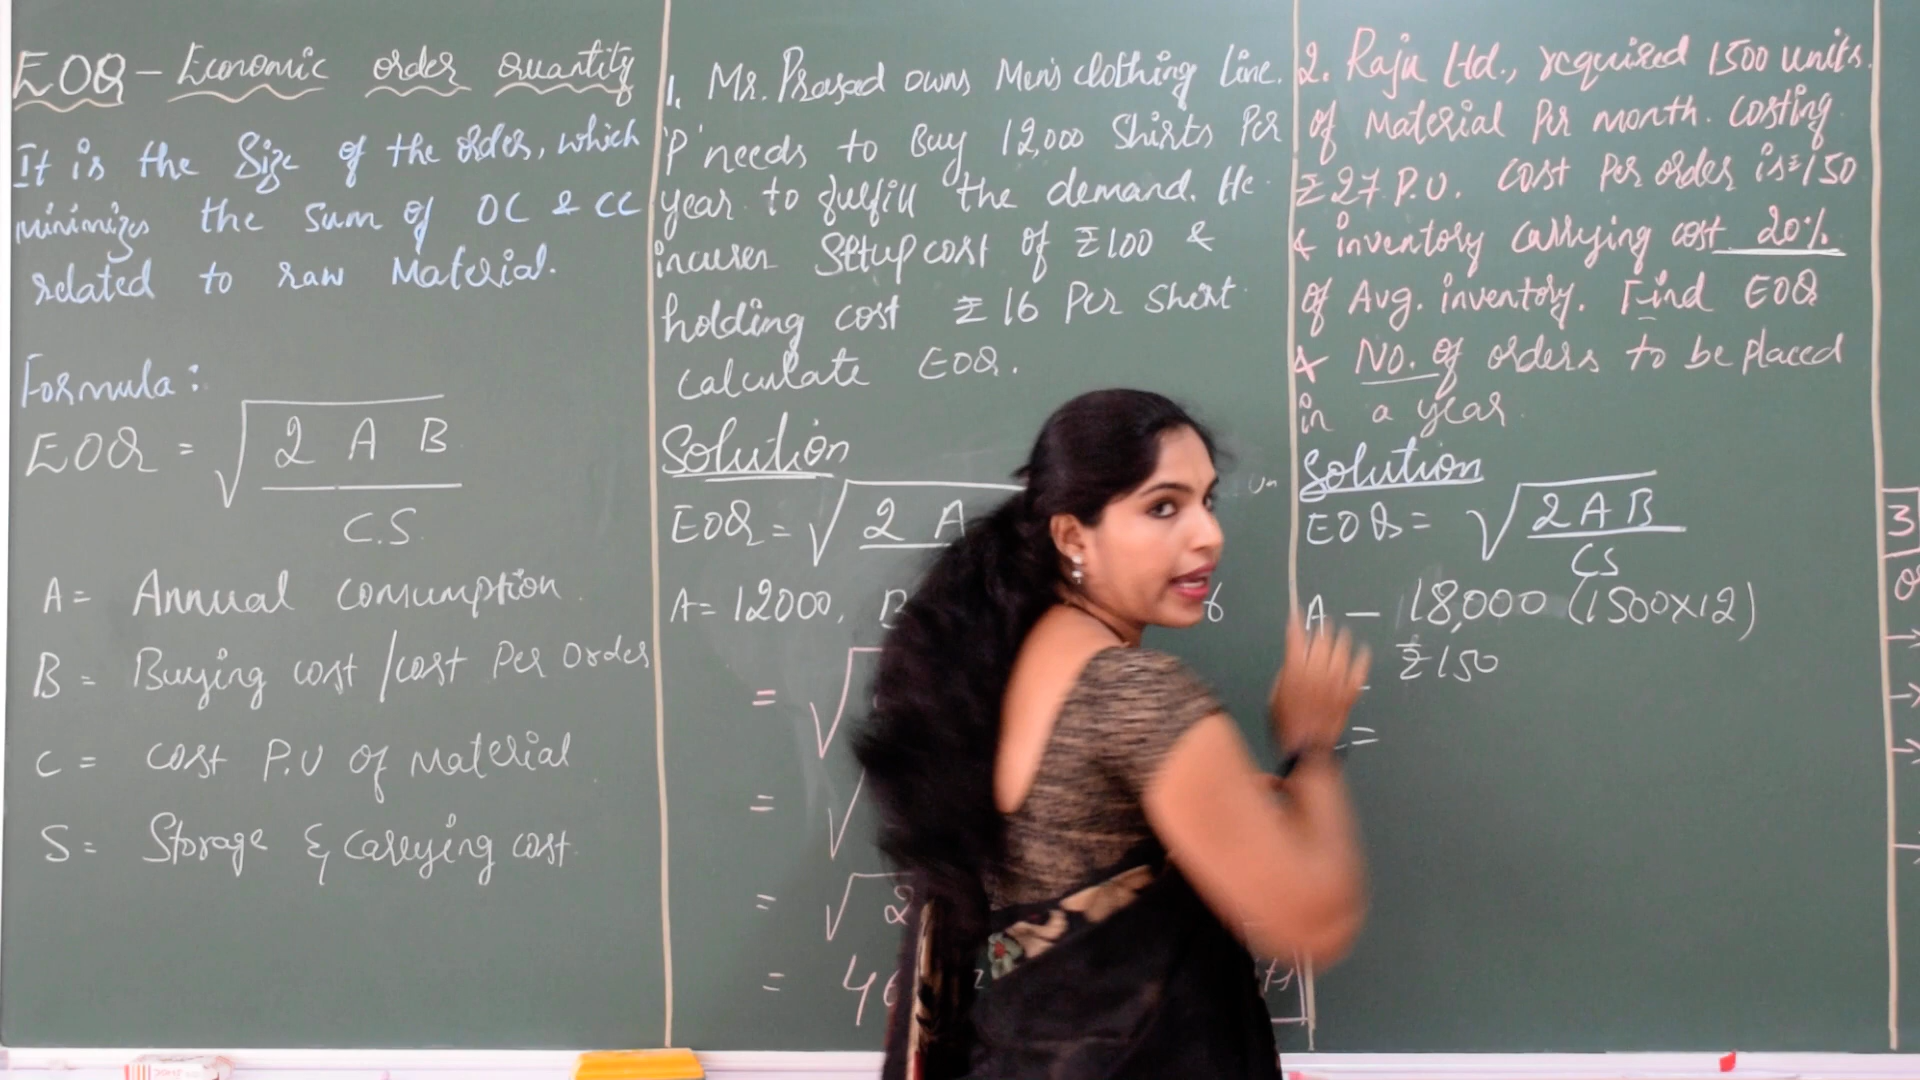 EOQ - Economic order quantity
It is the Size of the order, which
minimizes the sum of OC & CC
related to raw Material.
Formula:
EOQ = √ 2 A B
C.S.
A = Annual consumption.
B = Buying cost / cost Per order
C = cost P.U of Material
S = Storage & carrying cost.
1. Mr. Prasad owns Men's clothing line.
'P' needs to Buy 12,000 Shirts Per
year to fulfill the demand. He
incurer Setup cost of ₹100 &
holding cost ₹16 Per Shirt
calculate EOQ.
Solution
EOQ = √ 2 A
A = 12000, B 6
= √
= √
= √ 2
= 4
2. Raju Ltd., required 1500 units
of Material Per month. costing
₹27 P.U. cost Per order is ₹150
& inventory carrying cost 20%
of Avg. inventory. Find EOQ
& No. of orders to be placed
in a year.
Solution
EOQ = √ 2AB
CS
A - 18,000 (1500x12)
₹150
=
3